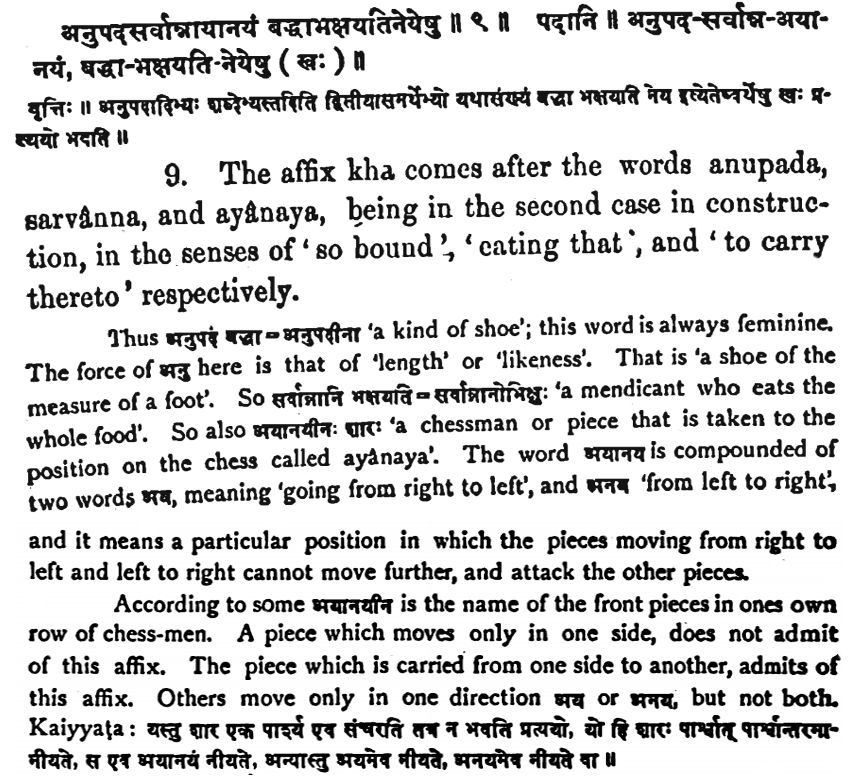 अनुपदसर्वान्नायानयं बद्धाभक्षयतिनेयेषु ॥ ९ ॥ पदानि ॥ अनुपद-सर्वान्न-अया-
नयं, बद्धा-भक्षयति-नेयेषु ( खः ) ॥
वृत्तिः ॥ अनुपदादिभ्यः शब्देभ्यस्तदिति द्वितीयासमर्थेभ्यो यथासंख्यं बद्धा भक्षयति नेय इत्येतेष्वर्थेषु खः प्र-
त्ययो भवति ॥
9. The affix kha comes after the words anupada,
sarvânna, and ayânaya, being in the second case in construc-
tion, in the senses of 'so bound', 'eating that', and 'to carry
thereto' respectively.
Thus अनुपदं बद्धा = अनुपदीना 'a kind of shoe'; this word is always feminine.
The force of अनु here is that of 'length' or 'likeness'. That is 'a shoe of the
measure of a foot'. So सर्वान्नानि भक्षयति = सर्वान्नीनोभिक्षुः 'a mendicant who eats the
whole food'. So also अयानयीनः शारः 'a chessman or piece that is taken to the
position on the chess called ayânaya'. The word अयानय is compounded of
two words अय, meaning 'going from right to left', and अनय 'from left to right',
and it means a particular position in which the pieces moving from right to
left and left to right cannot move further, and attack the other pieces.
According to some अयानयीन is the name of the front pieces in ones own
row of chess-men. A piece which moves only in one side, does not admit
of this affix. The piece which is carried from one side to another, admits of
this affix. Others move only in one direction अय or अनय, but not both.
Kaiyyaṭa : यस्तु शार एक पार्श्व एव संचरति तत्र न भवति प्रत्ययो, यो हि शारः पार्श्वात् पार्श्वान्तरमा-
नीयते, स एव अयानयं नीयते, अन्यास्तु अयमेव नीयते, अनयमेव नीयते वा ॥